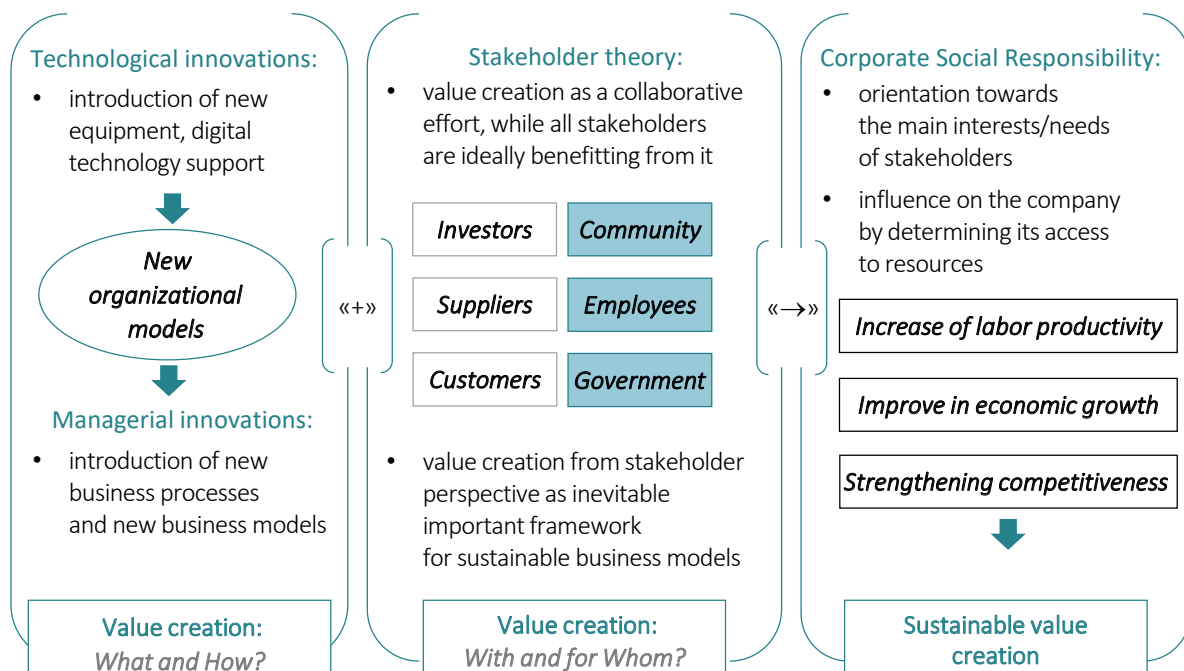 Technological innovations:
• introduction of new
equipment, digital
technology support
New
organizational
models
Managerial innovations:
• introduction of new
business processes
and new business models
Value creation:
What and How?
«+»
Stakeholder theory:
• value creation as a collaborative
effort, while all stakeholders
are ideally benefitting from it
Investors
Community
Suppliers
Employees
Customers
Government
• value creation from stakeholder
perspective as inevitable
important framework
for sustainable business models
Value creation:
With and for Whom?
«→»
Corporate Social Responsibility:
• orientation towards
the main interests/needs
of stakeholders
• influence on the company
by determining its access
to resources
Increase of labor productivity
Improve in economic growth
Strengthening competitiveness
Sustainable value
creation